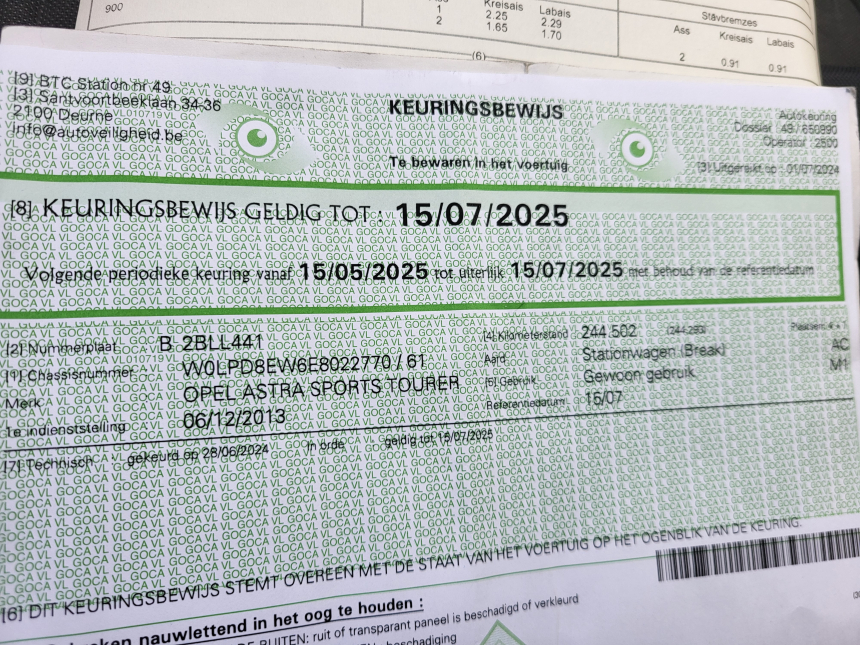 900
1 2.25 2.29
2 1.65 1.70
Kreisais Labais
Stāvbremzes
Ass Kreisais Labais
2 0.91 0.91
(6)
[9] BTC Station nr 49
[3] Santvoortbeeklaan 34-36
2100 Deurne
info@autoveiligheid.be
KEURINGSBEWIJS
Te bewaren in het voertuig
Autokeuring
Dossier : 49 / 650890
Operator : 2500
[3] Uitgereikt op : 01/07/2024
[8] KEURINGSBEWIJS GELDIG TOT : 15/07/2025
Volgende periodieke keuring vanaf 15/05/2025 tot uiterlijk 15/07/2025 met behoud van de referentiedatum
[2] Nummerplaat B 2BLL441
[1] Chassisnummer W0LPD8EW6E8022770 / 61
Merk OPEL ASTRA SPORTS TOURER
1e indienststelling 06/12/2013
[4] Kilometerstand : 244.502
Aard Stationwagen (Break) AC
[5] Gebruik Gewoon gebruik M1
Referentiedatum 15/07
[7] Technisch : gekeurd op 28/06/2024 In orde geldig tot 15/07/2025
[6] DIT KEURINGSBEWIJS STEMT OVEREEN MET DE STAAT VAN HET VOERTUIG OP HET OGENBLIK VAN DE KEURING.
nauwlettend in het oog te houden :
RUITEN: ruit of transparant paneel is beschadigd of verkleurd
beschadiging